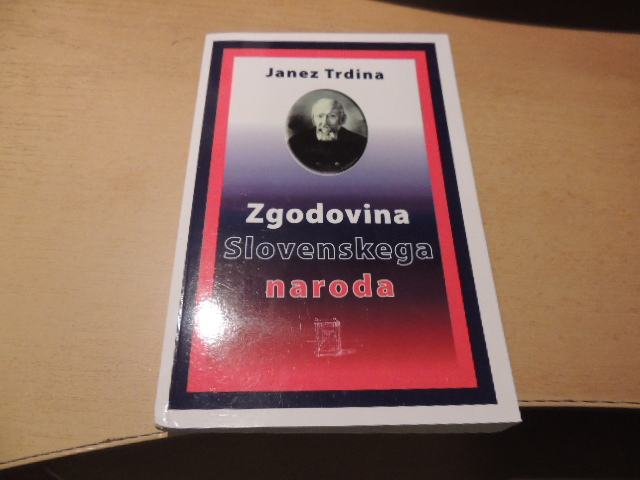 Janez Trdina
Zgodovina
Slovenskega
naroda